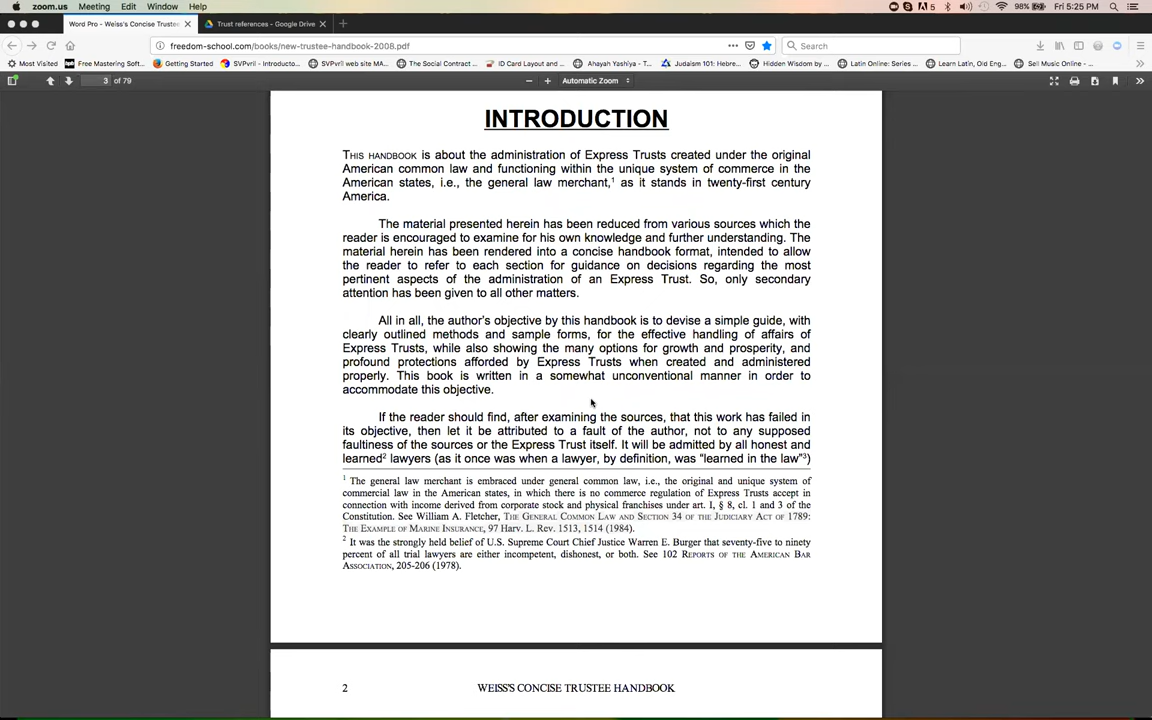 zoom.us Meeting Edit Window Help 5 98% Fri 5:25 PM
Word Pro - Weiss's Concise Trustee Trust references - Google Drive
freedom-school.com/books/new-trustee-handbook-2008.pdf Search
Most Visited Free Mastering Soft... Getting Started SVPvril - Introducto... SVPvril web site MA... The Social Contract ... ID Card Layout and ... Ahayah Yashiya - T... Judaism 101: Hebre... Hidden Wisdom by ... Latin Online: Series ... Learn Latin, Old Eng... Sell Music Online - ...
3 of 79 Automatic Zoom
INTRODUCTION
THIS HANDBOOK is about the administration of Express Trusts created under the original
American common law and functioning within the unique system of commerce in the
American states, i.e., the general law merchant,1 as it stands in twenty-first century
America.
The material presented herein has been reduced from various sources which the
reader is encouraged to examine for his own knowledge and further understanding. The
material herein has been rendered into a concise handbook format, intended to allow
the reader to refer to each section for guidance on decisions regarding the most
pertinent aspects of the administration of an Express Trust. So, only secondary
attention has been given to all other matters.
All in all, the author's objective by this handbook is to devise a simple guide, with
clearly outlined methods and sample forms, for the effective handling of affairs of
Express Trusts, while also showing the many options for growth and prosperity, and
profound protections afforded by Express Trusts when created and administered
properly. This book is written in a somewhat unconventional manner in order to
accommodate this objective.
If the reader should find, after examining the sources, that this work has failed in
its objective, then let it be attributed to a fault of the author, not to any supposed
faultiness of the sources or the Express Trust itself. It will be admitted by all honest and
learned2 lawyers (as it once was when a lawyer, by definition, was “learned in the law”3)
1 The general law merchant is embraced under general common law, i.e., the original and unique system of
commercial law in the American states, in which there is no commerce regulation of Express Trusts accept in
connection with income derived from corporate stock and physical franchises under art. I, § 8, cl. 1 and 3 of the
Constitution. See William A. Fletcher, THE GENERAL COMMON LAW AND SECTION 34 OF THE JUDICIARY ACT OF 1789:
THE EXAMPLE OF MARINE INSURANCE, 97 Harv. L. Rev. 1513, 1514 (1984).
2 It was the strongly held belief of U.S. Supreme Court Chief Justice Warren E. Burger that seventy-five to ninety
percent of all trial lawyers are either incompetent, dishonest, or both. See 102 REPORTS OF THE AMERICAN BAR
ASSOCIATION, 205-206 (1978).
2 WEISS'S CONCISE TRUSTEE HANDBOOK